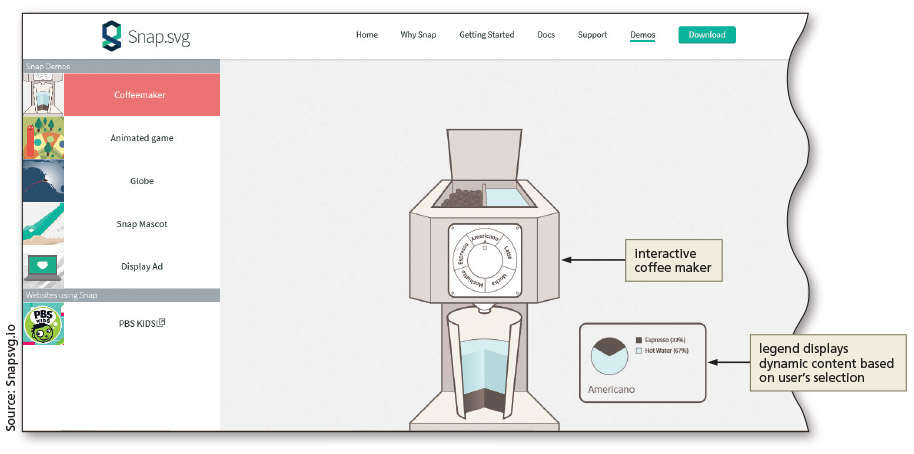 Snap.svg
Home Why Snap Getting Started Docs Support Demos Download
Snap Demos
Coffeemaker
Animated game
Globe
Snap Mascot
Display Ad
Websites using Snap
PBS KIDS
PBS KIDS
Espresso
Americano
Latte
Mocha
Macchiato
Interactive
coffee maker
Espresso (33%)
Hot Water (67%)
Americano
legend displays
dynamic content based
on user's selection
Source: Snapsvg.io